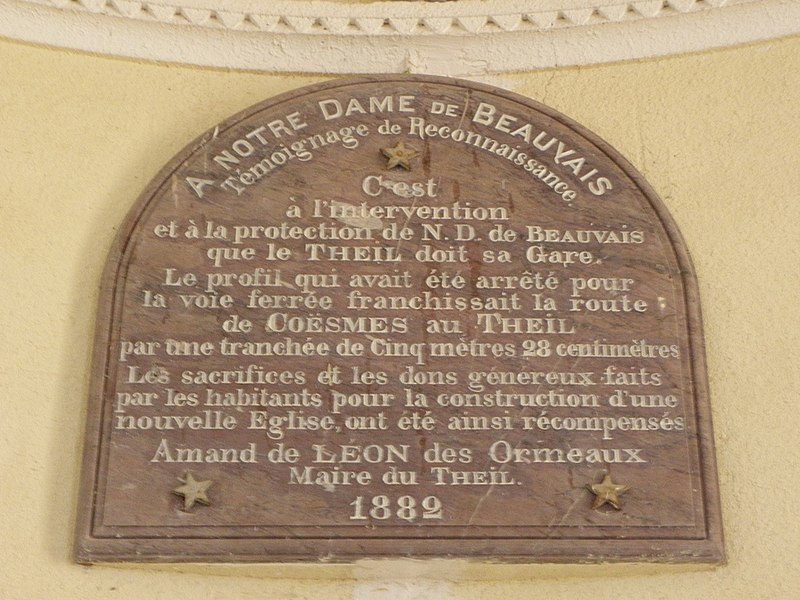 A NOTRE DAME DE BEAUVAIS
Témoignage de Reconnaissance.
C'est
à l'intervention
et à la protection de N. D. de BEAUVAIS
que le THEIL doit sa Gare.
Le profil qui avait été arrêté pour
la voie ferrée franchissait la route
de COËSMES au THEIL
par une tranchée de Cinq mètres 28 centimètres
Les sacrifices et les dons généreux faits
par les habitants pour la construction d'une
nouvelle Eglise, ont été ainsi récompensés
Amand de LÉON des Ormeaux
Maire du THEIL.
1882